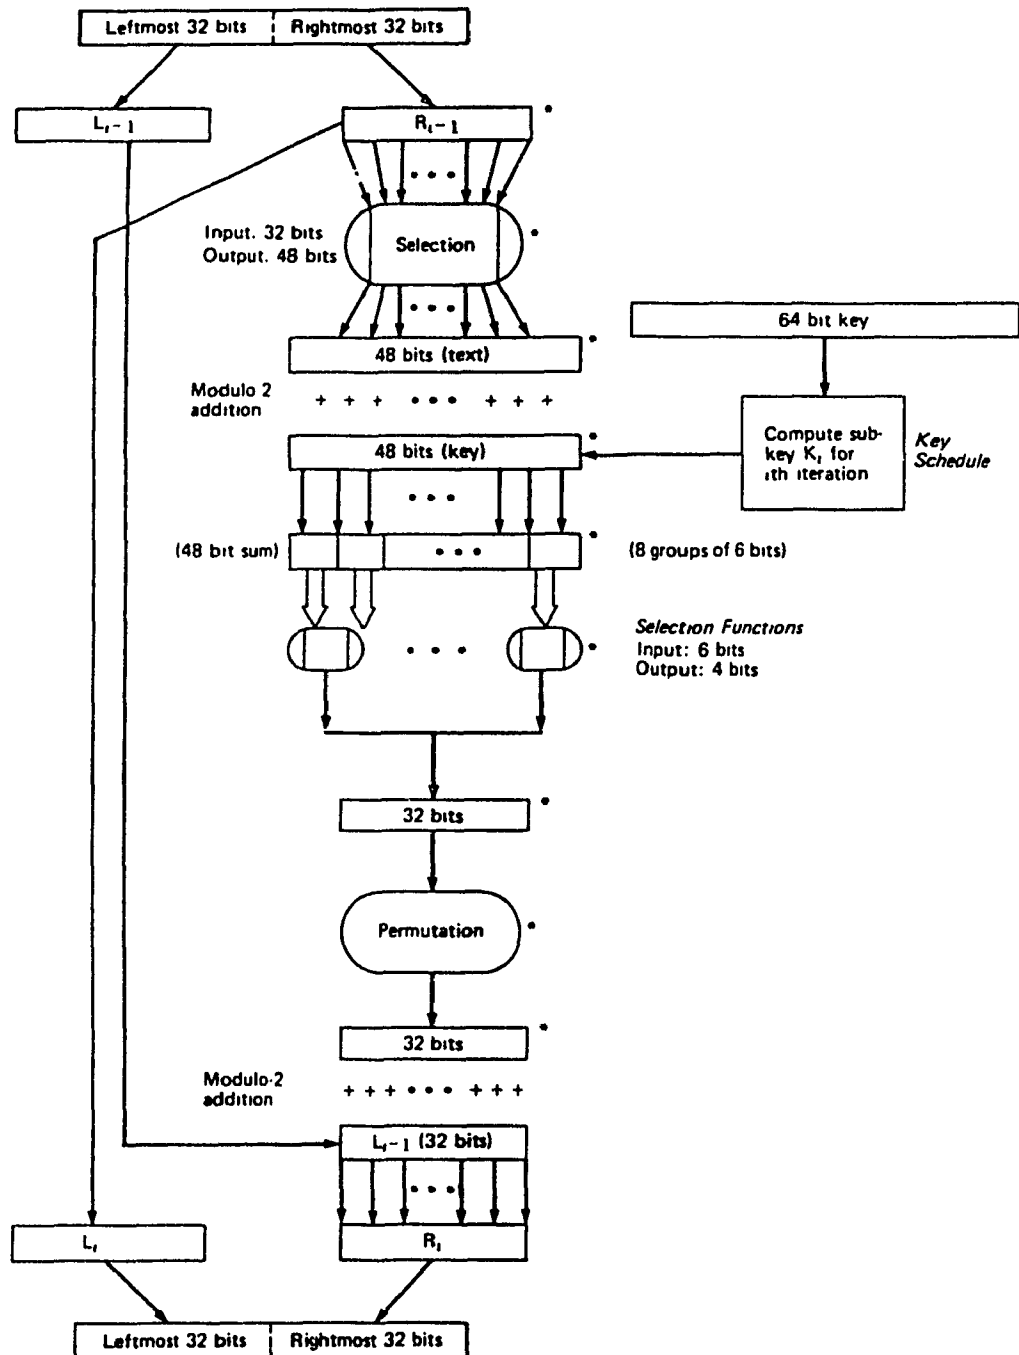 Leftmost 32 bits Rightmost 32 bits
Lᵢ₋₁
Rᵢ₋₁
Input. 32 bits
Output. 48 bits
Selection
64 bit key
48 bits (text)
Modulo 2
addition
+ + + • • • + + +
48 bits (key)
Compute sub-
key Kᵢ for
ith iteration
Key
Schedule
(48 bit sum)
(8 groups of 6 bits)
Selection Functions
Input: 6 bits
Output: 4 bits
32 bits
Permutation
32 bits
Modulo-2
addition
+ + + • • • + + +
Lᵢ₋₁ (32 bits)
Lᵢ
Rᵢ
Leftmost 32 bits Rightmost 32 bits